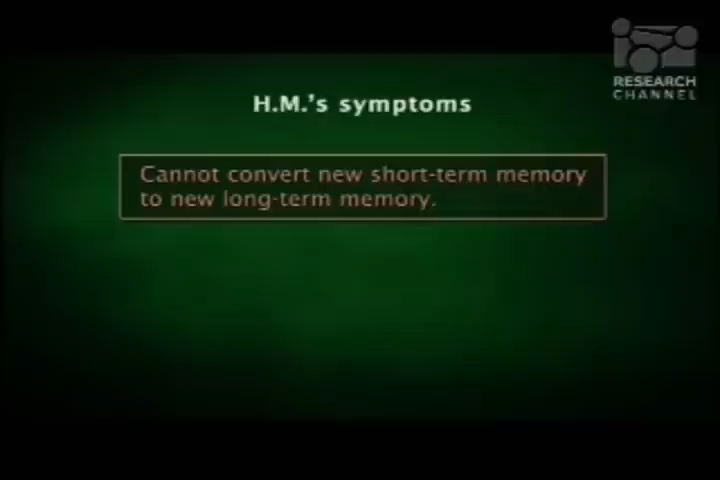 RESEARCH
CHANNEL
H.M.'s symptoms
Cannot convert new short-term memory
to new long-term memory.